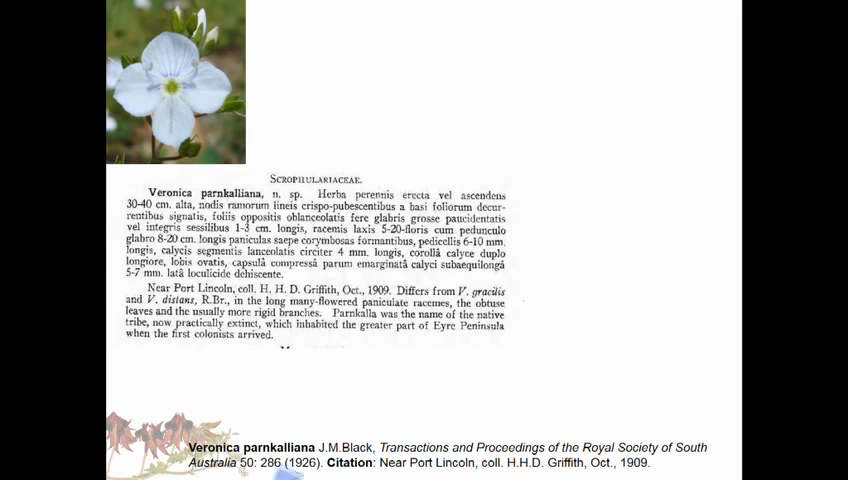 SCROPHULARIACEAE.
Veronica parnkalliana, n. sp. Herba perennis erecta vel ascendens
30-40 cm. alta, nodis ramorum lineis crispo-pubescentibus a basi foliorum decur-
rentibus signatis, foliis oppositis oblanceolatis fere glabris grosse paucidentatis
vel integris sessilibus 1-3 cm. longis, racemis laxis 5-20-floris cum pedunculo
glabro 8-20 cm. longis paniculas saepe corymbosas formantibus, pedicellis 6-10 mm.
longis, calycis segmentis lanceolatis circiter 4 mm. longis, corollâ calyce duplo
longiore, lobis ovatis, capsulâ compressâ parum emarginatâ calyci subaequilongâ
5-7 mm. latâ loculicide dehiscente.
Near Port Lincoln, coll. H. H. D. Griffith, Oct., 1909. Differs from V. gracilis
and V. distans, R.Br., in the long many-flowered paniculate racemes, the obtuse
leaves and the usually more rigid branches. Parnkalla was the name of the native
tribe, now practically extinct, which inhabited the greater part of Eyre Peninsula
when the first colonists arrived.
Veronica parnkalliana J.M.Black, Transactions and Proceedings of the Royal Society of South
Australia 50: 286 (1926). Citation: Near Port Lincoln, coll. H.H.D. Griffith, Oct., 1909.